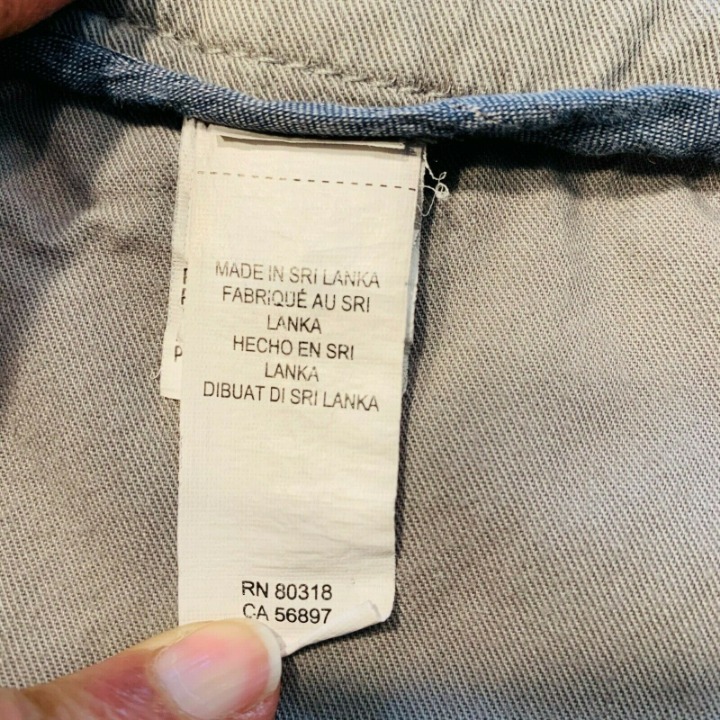 MADE IN SRI LANKA
FABRIQUÉ AU SRI
LANKA
HECHO EN SRI
LANKA
DIBUAT DI SRI LANKA
RN 80318
CA 56897